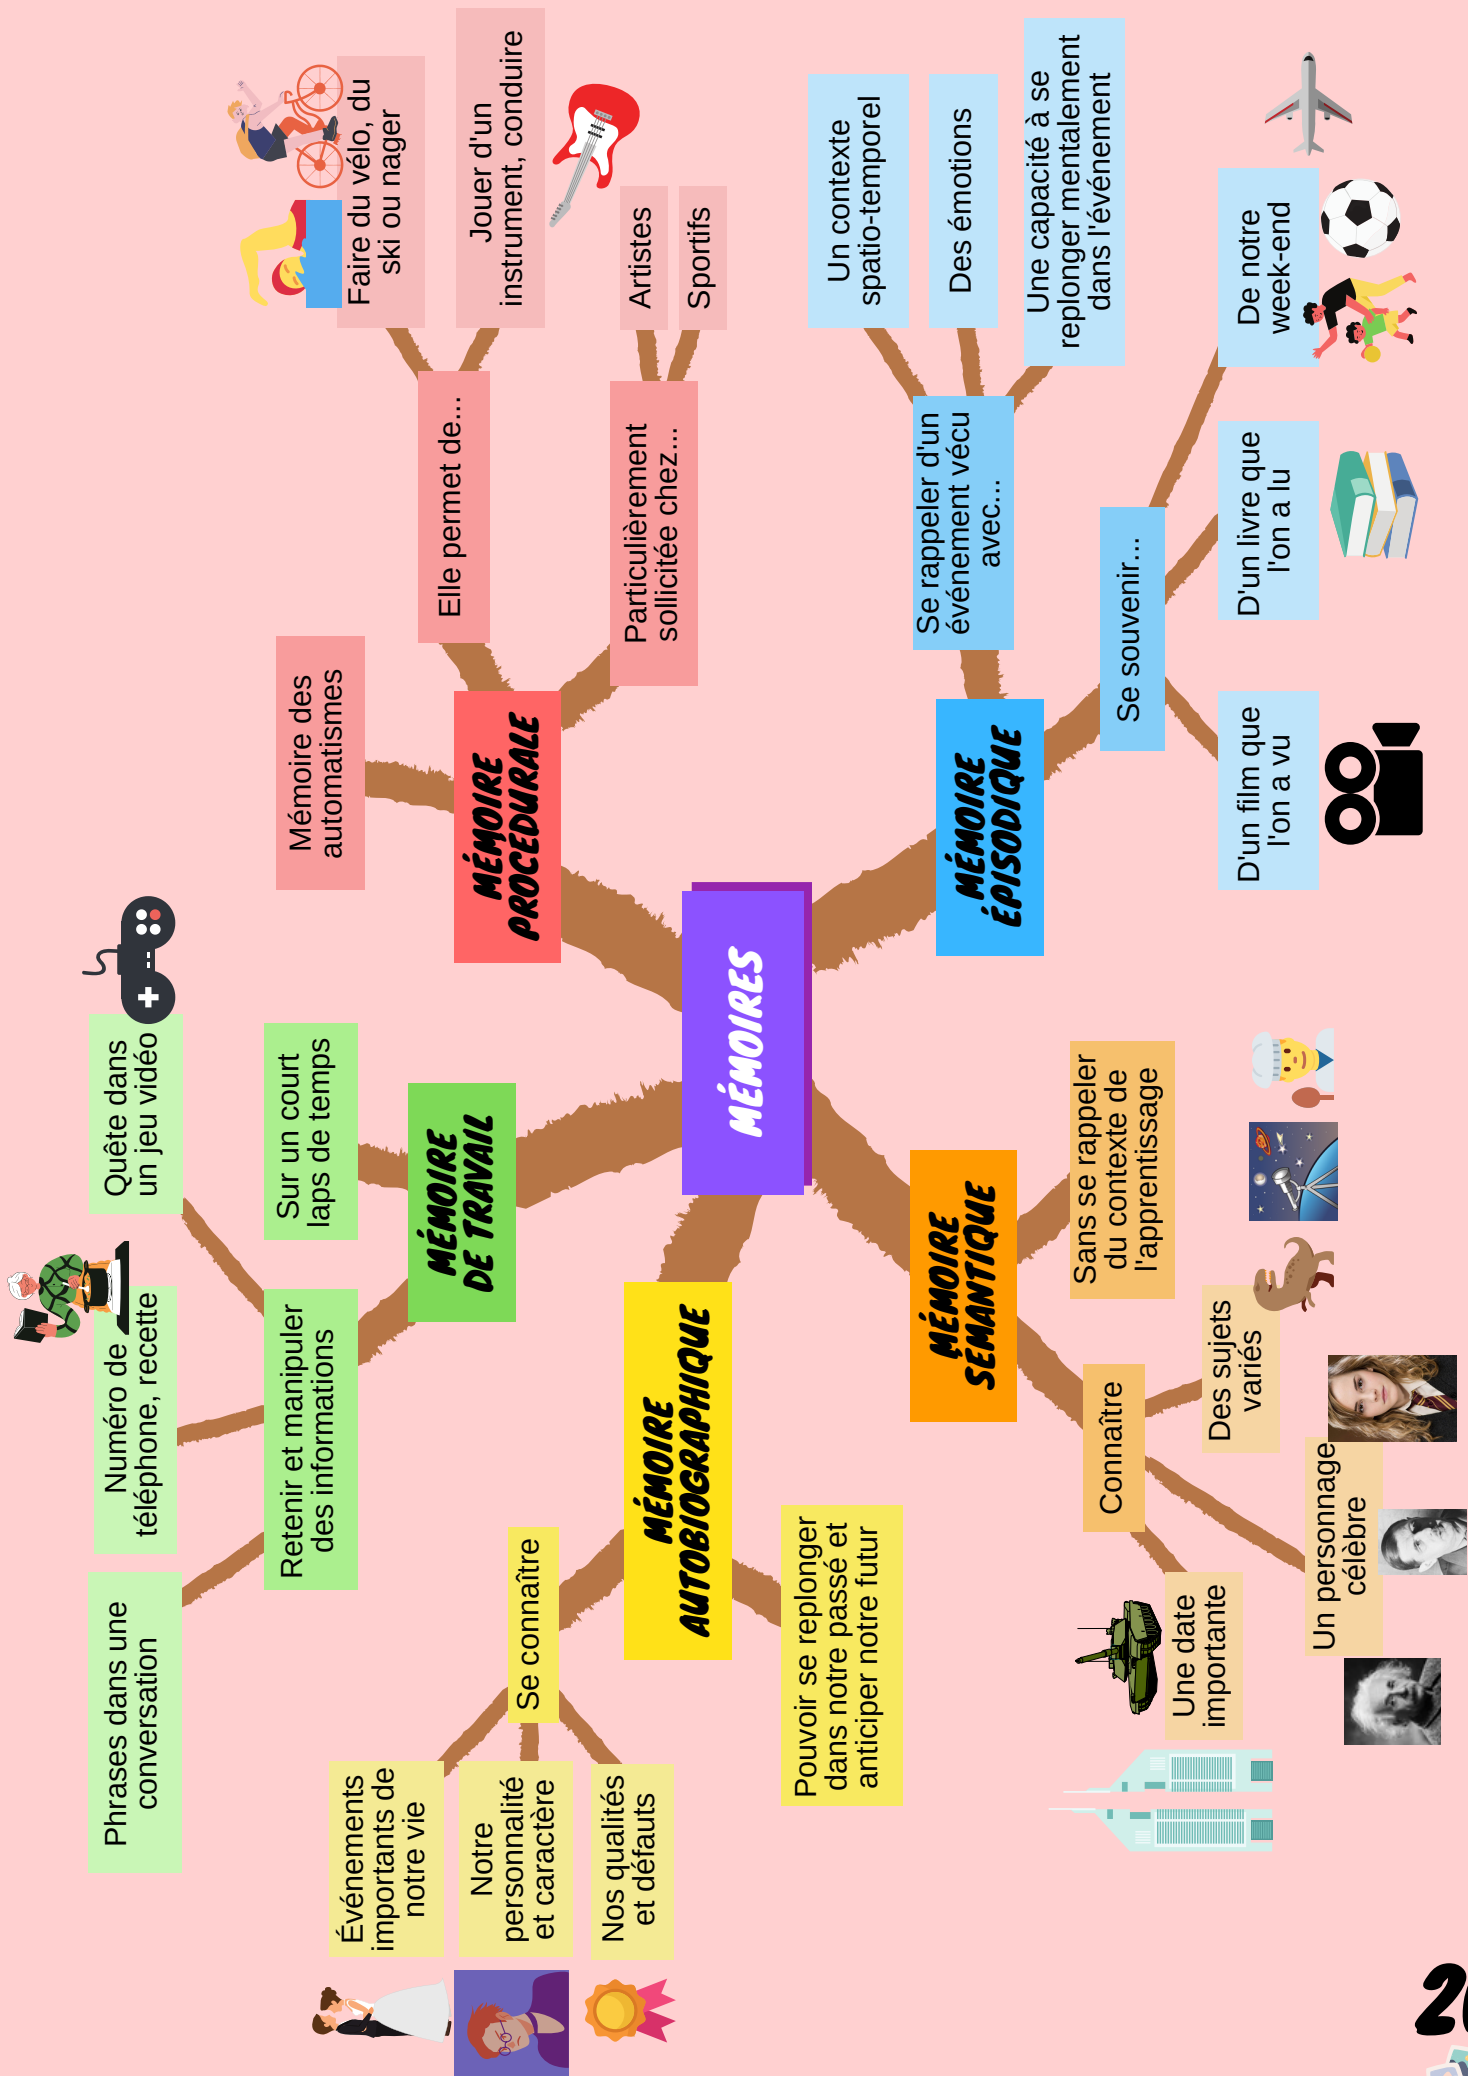 MÉMOIRES
MÉMOIRE
DE TRAVAIL
Sur un court
laps de temps
Retenir et manipuler
des informations
Quête dans
un jeu vidéo
Numéro de
téléphone, recette
Phrases dans une
conversation
MÉMOIRE
PROCÉDURALE
Mémoire des
automatismes
Elle permet de...
Faire du vélo, du
ski ou nager
Jouer d'un
instrument, conduire
Particulièrement
sollicitée chez...
Artistes
Sportifs
MÉMOIRE
ÉPISODIQUE
Se rappeler d'un
événement vécu
avec...
Un contexte
spatio-temporel
Des émotions
Une capacité à se
replonger mentalement
dans l'événement
Se souvenir...
De notre
week-end
D'un livre que
l'on a lu
D'un film que
l'on a vu
MÉMOIRE
SÉMANTIQUE
Sans se rappeler
du contexte de
l'apprentissage
Connaître
Des sujets
variés
Un personnage
célèbre
Une date
importante
MÉMOIRE
AUTOBIOGRAPHIQUE
Se connaître
Événements
importants de
notre vie
Notre
personnalité
et caractère
Nos qualités
et défauts
Pouvoir se replonger
dans notre passé et
anticiper notre futur